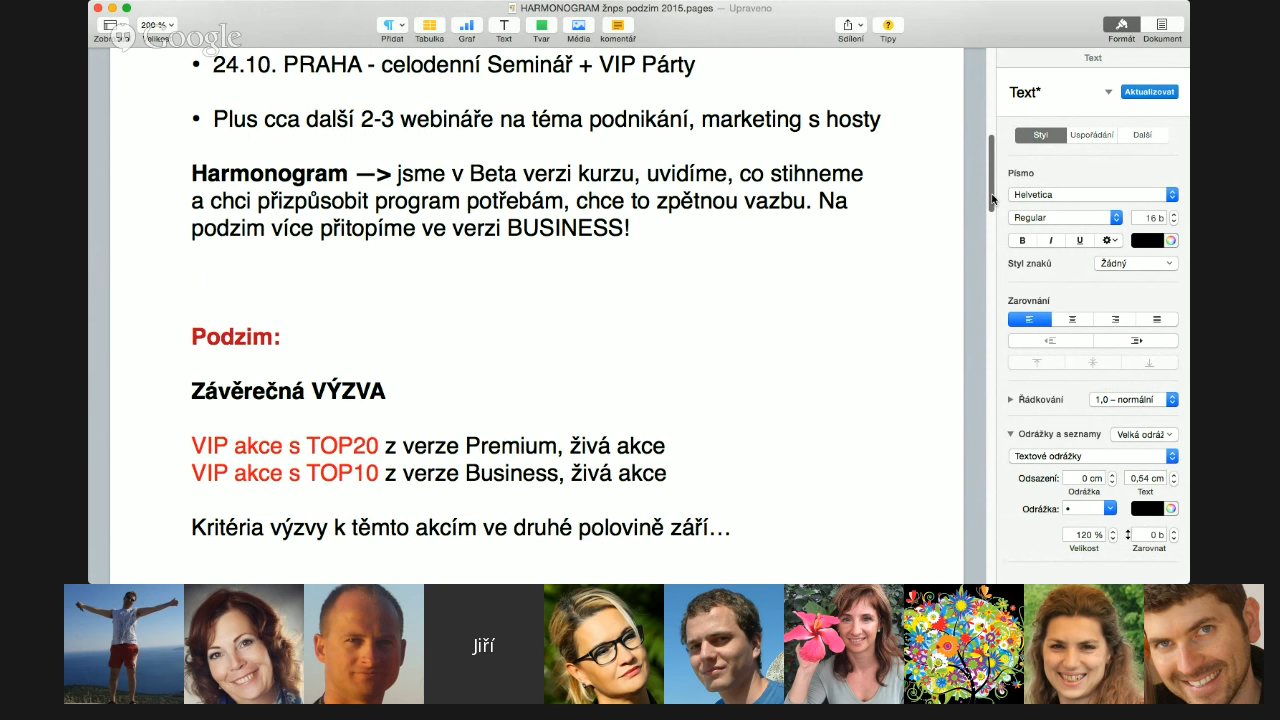 HARMONOGRAM žnps podzim 2015.pages — Upraveno
200 %
Velikost
Přidat
Tabulka
Graf
Text
Tvar
Média
komentář
Sdílení
Tipy
Formát
Dokument
Google
• 24.10. PRAHA - celodenní Seminář + VIP Párty
• Plus cca další 2-3 webináře na téma podnikání, marketing s hosty
Harmonogram —> jsme v Beta verzi kurzu, uvidíme, co stihneme
a chci přizpůsobit program potřebám, chce to zpětnou vazbu. Na
podzim více přitopíme ve verzi BUSINESS!
Podzim:
Závěrečná VÝZVA
VIP akce s TOP20 z verze Premium, živá akce
VIP akce s TOP10 z verze Business, živá akce
Kritéria výzvy k těmto akcím ve druhé polovině září…
Text
Text*
Aktualizovat
Styl
Uspořádání
Další
Písmo
Helvetica
Regular
16 b
B I U
Styl znaků
Žádný
Zarovnání
Řádkování
1,0 – normální
Odrážky a seznamy
Velká odráž
Textové odrážky
Odsazení:
0 cm
0,54 cm
Odrážka
Text
Odrážka:
•
120 %
0 b
Velikost
Zarovnat
Jiří